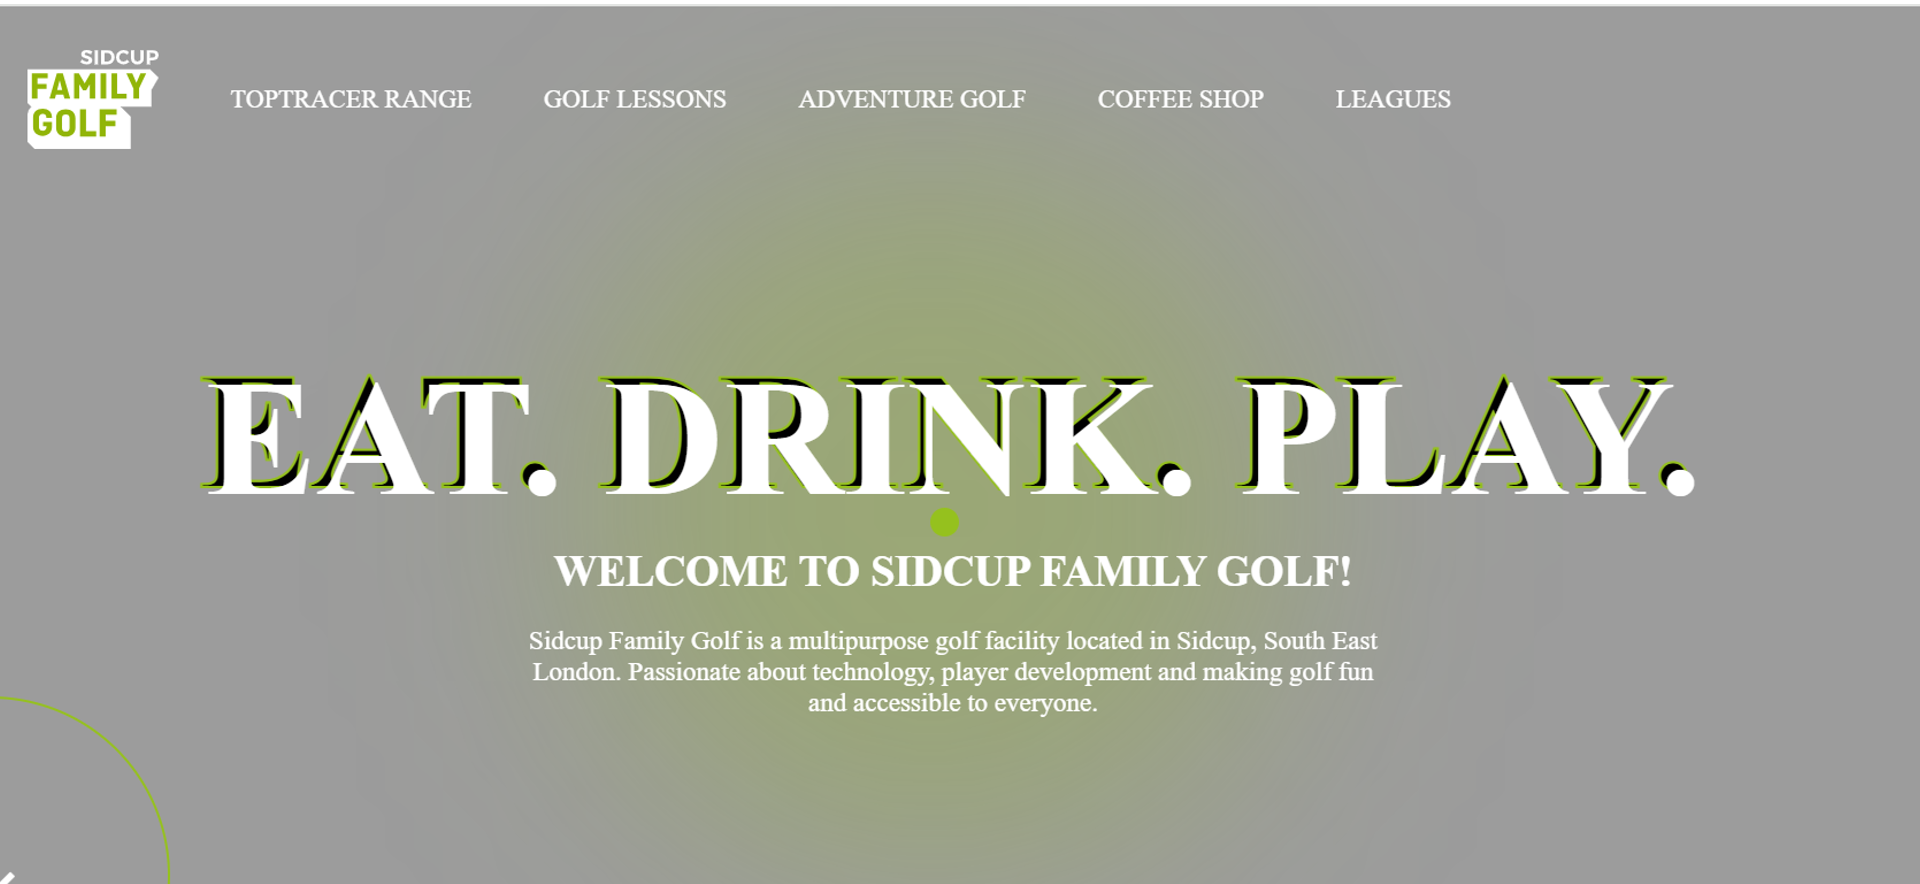 SIDCUP
FAMILY
GOLF
TOPTRACER RANGE GOLF LESSONS ADVENTURE GOLF COFFEE SHOP LEAGUES
EAT. DRINK. PLAY.
WELCOME TO SIDCUP FAMILY GOLF!
Sidcup Family Golf is a multipurpose golf facility located in Sidcup, South East
London. Passionate about technology, player development and making golf fun
and accessible to everyone.